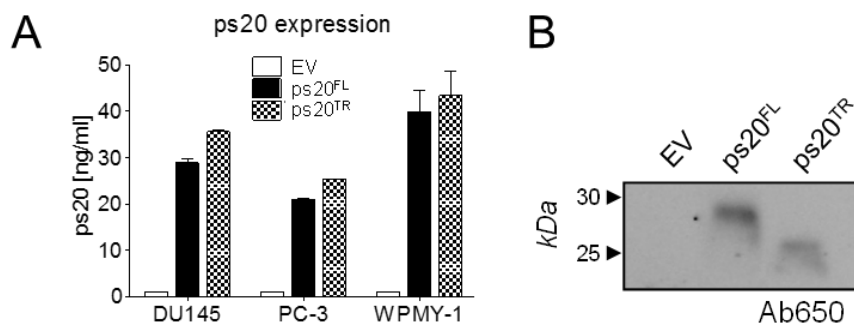 A
ps20 expression
EV
ps20ᶠᴸ
ps20ᵀᴿ
ps20 [ng/ml]
50
40
30
20
10
0
DU145 PC-3 WPMY-1
B
EV ps20ᶠᴸ ps20ᵀᴿ
kDa
30
25
Ab650